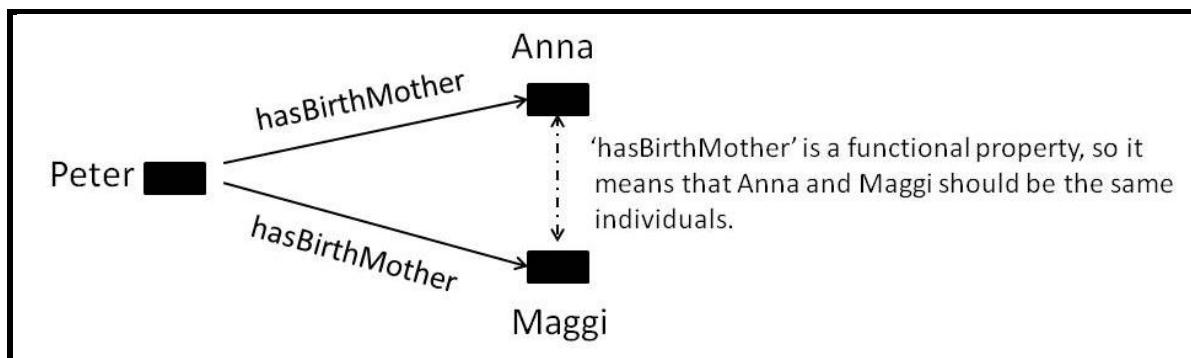 Anna
hasBirthMother
Peter
'hasBirthMother' is a functional property, so it
means that Anna and Maggi should be the same
individuals.
hasBirthMother
Maggi